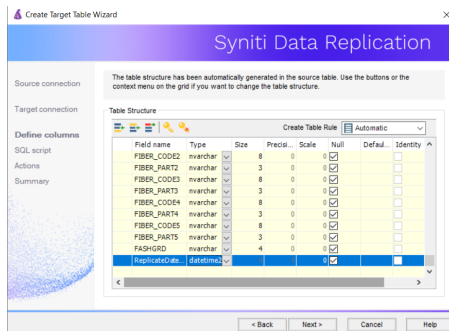 Create Target Table Wizard
Syniti Data Replication
Source connection
Target connection
Define columns
SQL script
Actions
Summary
The table structure has been automatically generated in the source table. Use the buttons or the
context menu on the grid if you want to change the table structure.
Table Structure
Create Table Rule Automatic
Field name Type Size Precisi... Scale Null Defaul... Identity
FIBER_CODE2 nvarchar 8 0 0
FIBER_PART2 nvarchar 3 0 0
FIBER_CODE3 nvarchar 8 0 0
FIBER_PART3 nvarchar 3 0 0
FIBER_CODE4 nvarchar 8 0 0
FIBER_PART4 nvarchar 3 0 0
FIBER_CODE5 nvarchar 8 0 0
FIBER_PART5 nvarchar 3 0 0
FASHGRD nvarchar 4 0 0
ReplicateDate... datetime2 0
< Back Next > Cancel Help